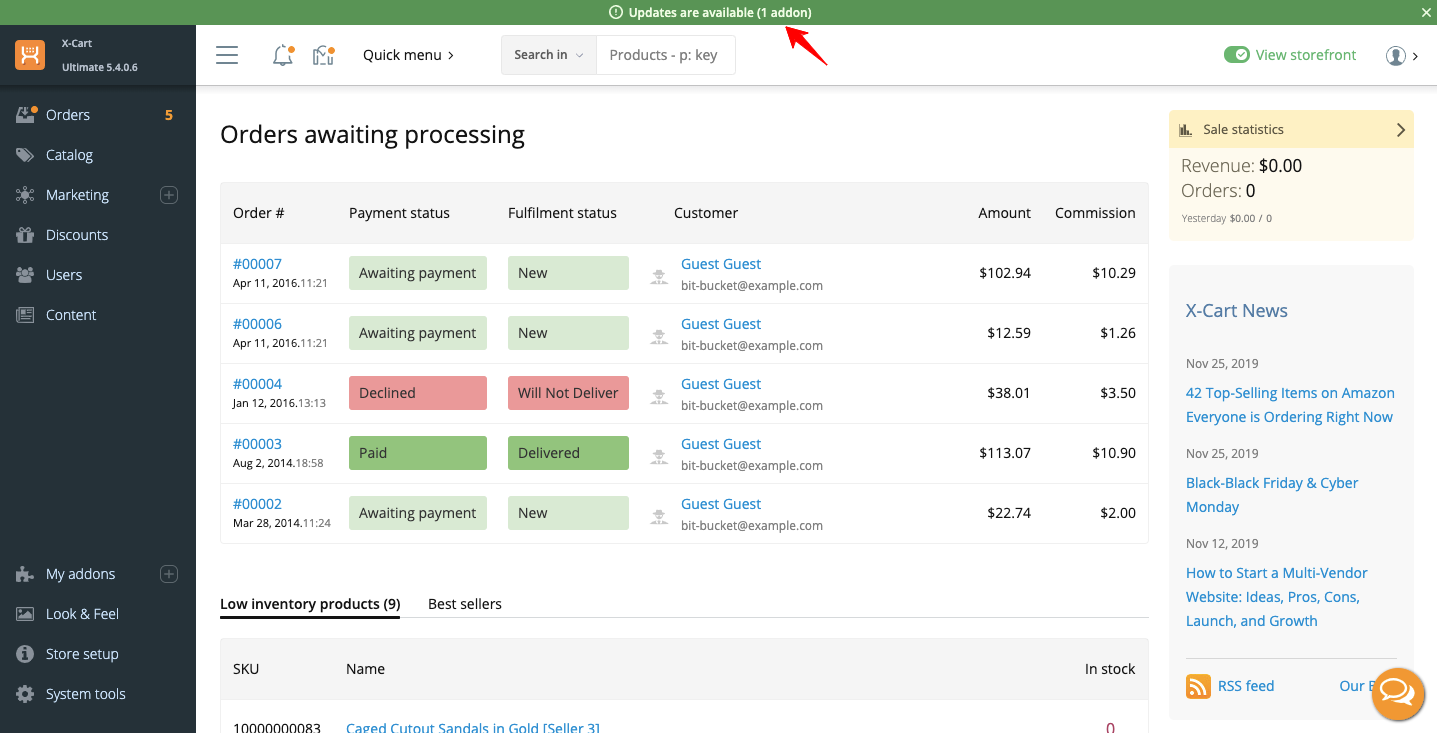 Updates are available (1 addon)
X-Cart
Ultimate 5.4.0.6
Quick menu
Search in
Products - p: key
View storefront
Orders 5
Catalog
Marketing
Discounts
Users
Content
My addons
Look & Feel
Store setup
System tools
Orders awaiting processing
Order # Payment status Fulfilment status Customer Amount Commission
#00007 Awaiting payment New Guest Guest $102.94 $10.29
Apr 11, 2016.11:21 bit-bucket@example.com
#00006 Awaiting payment New Guest Guest $12.59 $1.26
Apr 11, 2016.11:21 bit-bucket@example.com
#00004 Declined Will Not Deliver Guest Guest $38.01 $3.50
Jan 12, 2016.13:13 bit-bucket@example.com
#00003 Paid Delivered Guest Guest $113.07 $10.90
Aug 2, 2014.18:58 bit-bucket@example.com
#00002 Awaiting payment New Guest Guest $22.74 $2.00
Mar 28, 2014.11:24 bit-bucket@example.com
Low inventory products (9) Best sellers
SKU Name In stock
10000000083 Caged Cutout Sandals in Gold [Seller 3] 0
Sale statistics
Revenue: $0.00
Orders: 0
Yesterday $0.00 / 0
X-Cart News
Nov 25, 2019
42 Top-Selling Items on Amazon
Everyone is Ordering Right Now
Nov 25, 2019
Black-Black Friday & Cyber
Monday
Nov 12, 2019
How to Start a Multi-Vendor
Website: Ideas, Pros, Cons,
Launch, and Growth
RSS feed Our